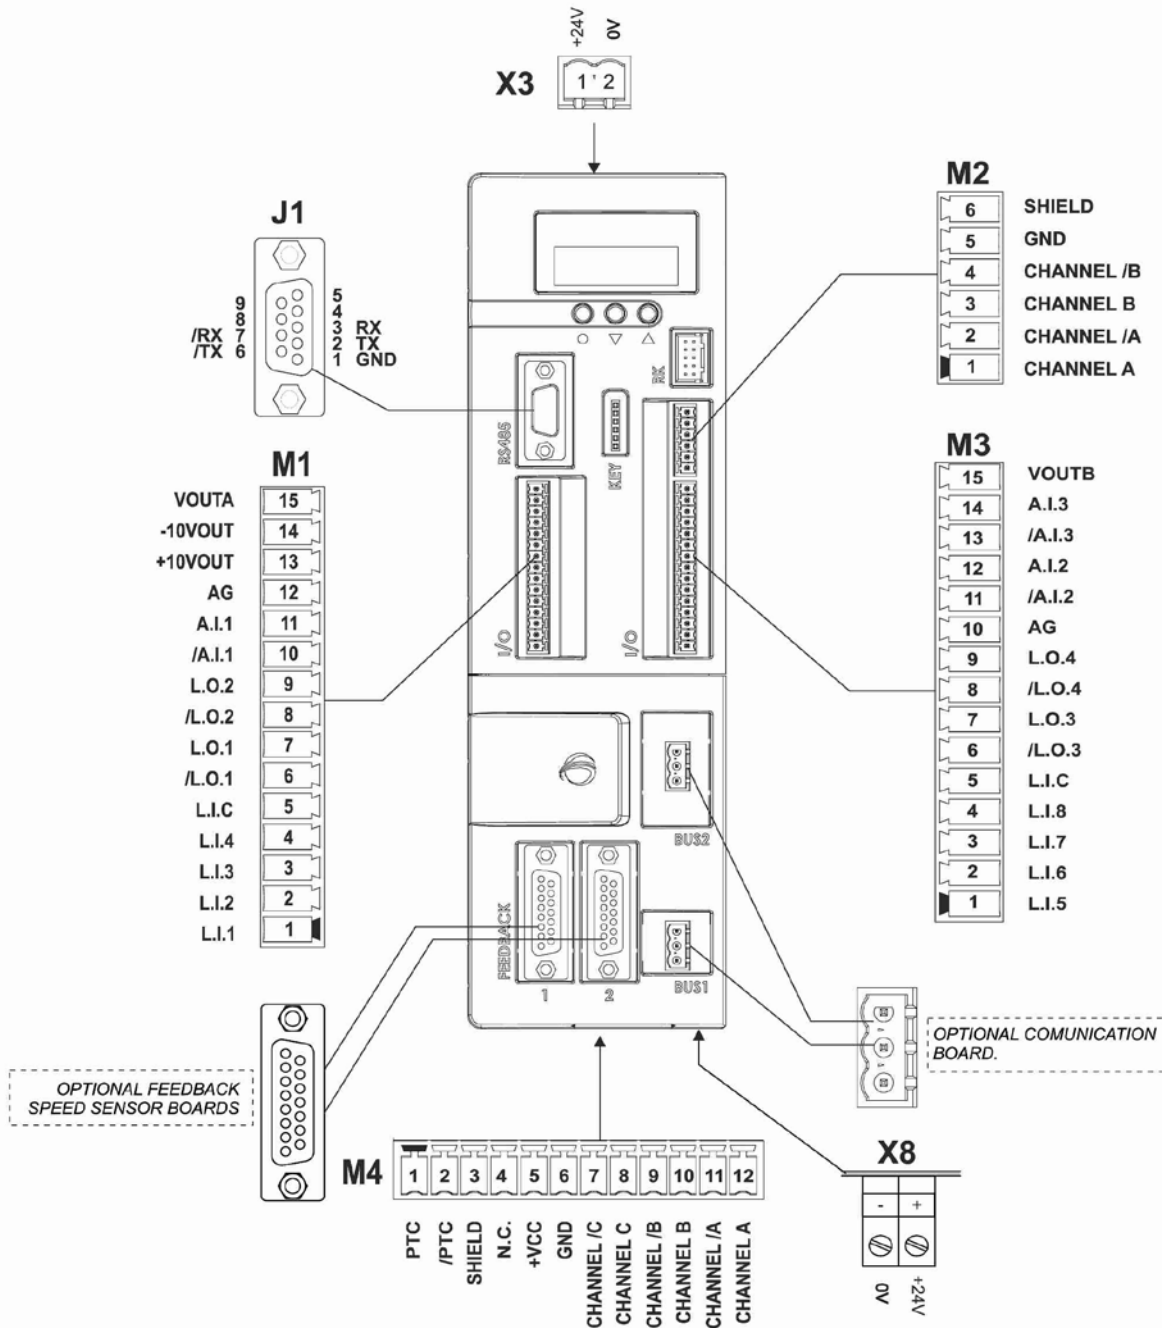 +24V 0V
X3
1 2
J1
9 5
8 4
/RX 7 3 RX
/TX 6 2 TX
1 GND
M2
6 SHIELD
5 GND
4 CHANNEL /B
3 CHANNEL B
2 CHANNEL /A
1 CHANNEL A
RK
RS485
KEY
M1
VOUTA 15
-10VOUT 14
+10VOUT 13
AG 12
A.I.1 11
/A.I.1 10
L.O.2 9
/L.O.2 8
L.O.1 7
/L.O.1 6
L.I.C 5
L.I.4 4
L.I.3 3
L.I.2 2
L.I.1 1
I/O
I/O
M3
15 VOUTB
14 A.I.3
13 /A.I.3
12 A.I.2
11 /A.I.2
10 AG
9 L.O.4
8 /L.O.4
7 L.O.3
6 /L.O.3
5 L.I.C
4 L.I.8
3 L.I.7
2 L.I.6
1 L.I.5
BUS2
FEEDBACK
1 2
BUS1
OPTIONAL COMUNICATION
BOARD.
OPTIONAL FEEDBACK
SPEED SENSOR BOARDS
M4
1 2 3 4 5 6 7 8 9 10 11 12
PTC
/PTC
SHIELD
N.C.
+VCC
GND
CHANNEL /C
CHANNEL C
CHANNEL /B
CHANNEL B
CHANNEL /A
CHANNEL A
X8
- +
0V +24V